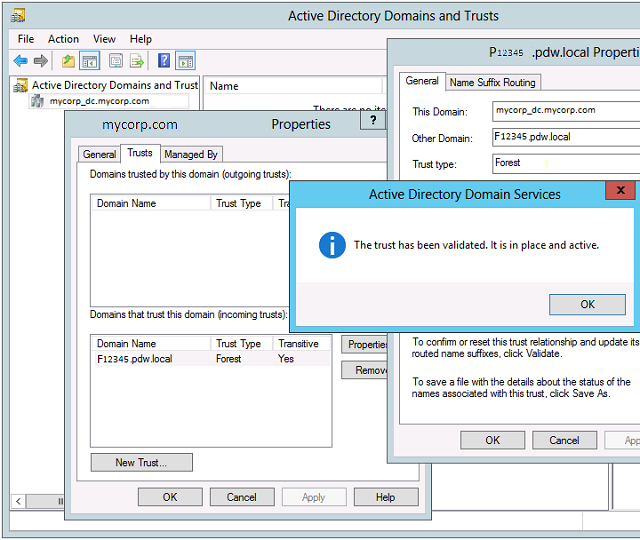 Active Directory Domains and Trusts
File Action View Help
Active Directory Domains and Trust
mycorp_dc.mycorp.com
Name
There are no ite
P12345 .pdw.local Properti
General Name Suffix Routing
This Domain: mycorp_dc.mycorp.com
Other Domain: F12345.pdw.local
Trust type: Forest
To confirm or reset this trust relationship and update its
routed name suffixes, click Validate.
To save a file with the details about the status of the
names associated with this trust, click Save As.
OK Cancel App
mycorp.com Properties ?
General Trusts Managed By
Domains trusted by this domain (outgoing trusts):
Domain Name Trust Type Tra
Domains that trust this domain (incoming trusts):
Domain Name Trust Type Transitive
F12345.pdw.local Forest Yes
Properties
Remove
New Trust...
OK Cancel Apply Help
Active Directory Domain Services x
The trust has been validated. It is in place and active.
OK